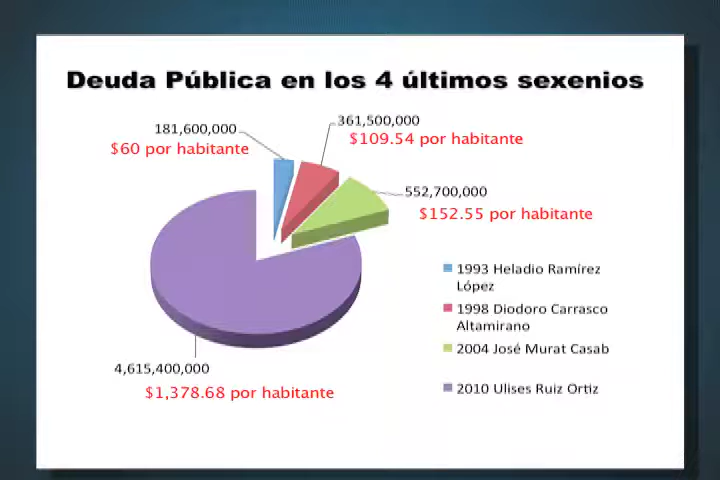 Deuda Pública en los 4 últimos sexenios
181,600,000
$60 por habitante
361,500,000
$109.54 por habitante
552,700,000
$152.55 por habitante
1993 Heladio Ramírez
López
1998 Diodoro Carrasco
Altamirano
2004 José Murat Casab
2010 Ulises Ruiz Ortiz
4,615,400,000
$1,378.68 por habitante